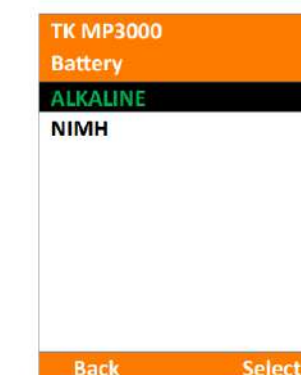 TK MP3000
Battery
ALKALINE
NIMH
Back Select